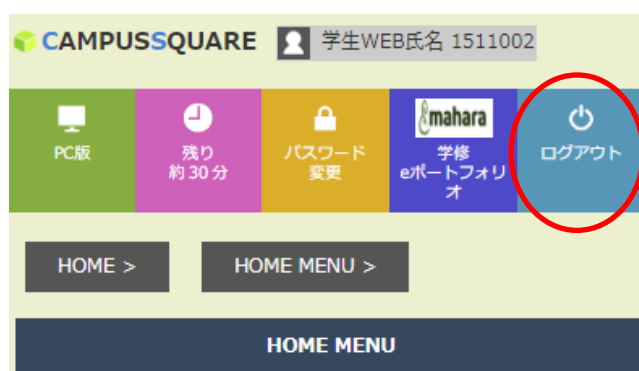 CAMPUSSQUARE 学生WEB氏名 1511002
PC版
残り
約30分
パスワード
変更
mahara
学修
eポートフォリ
オ
ログアウト
HOME > HOME MENU >
HOME MENU